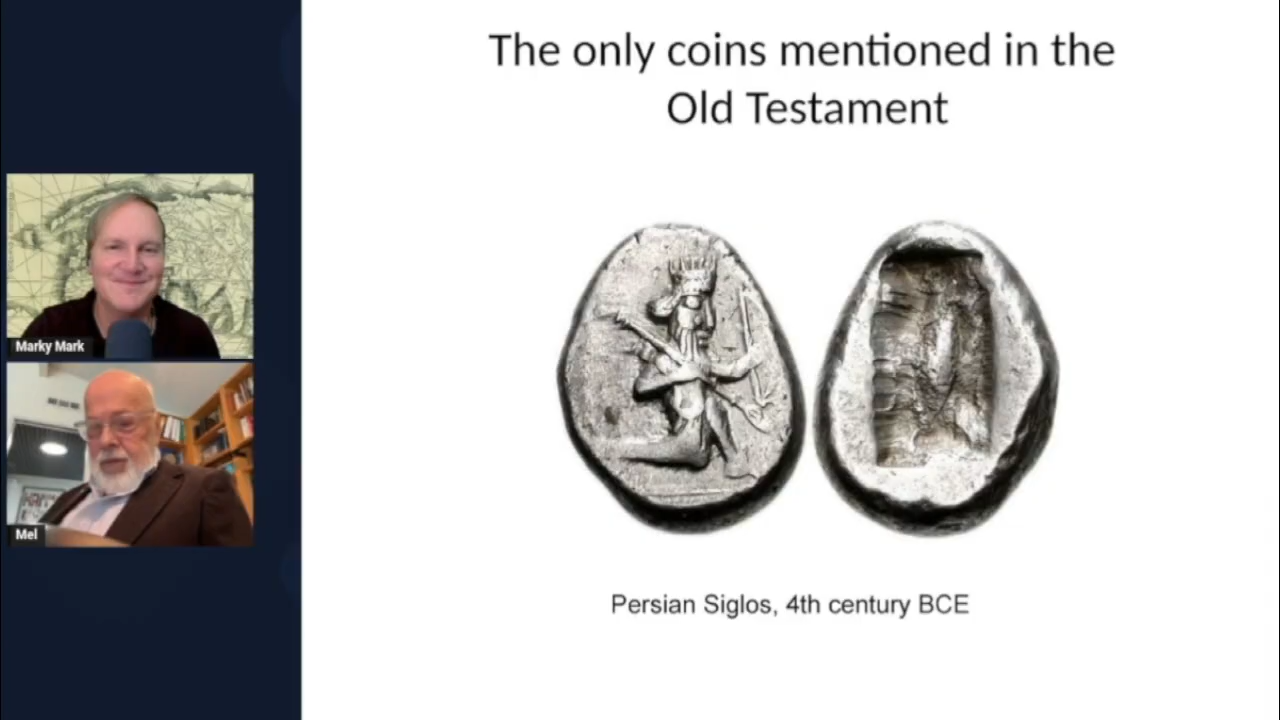 The only coins mentioned in the
Old Testament
Marky Mark
Mel
Persian Siglos, 4th century BCE